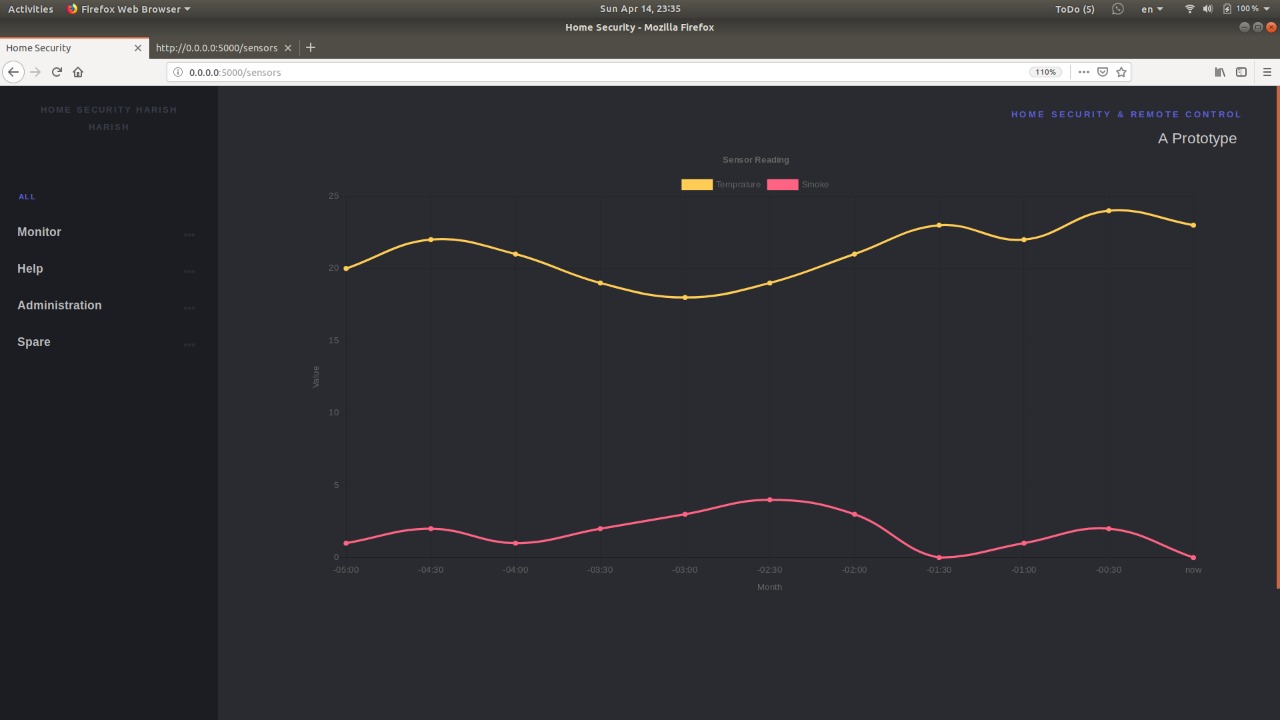 Activities Firefox Web Browser Sun Apr 14, 23:35 ToDo (5) en 100 %
Home Security - Mozilla Firefox
Home Security http://0.0.0.0:5000/sensors
0.0.0.0:5000/sensors 110%
HOME SECURITY HARISH
HARISH
ALL
Monitor
Help
Administration
Spare
HOME SECURITY & REMOTE CONTROL
A Prototype
Sensor Reading
Temprature Smoke
25
20
15
10
5
0
Value
-05:00 -04:30 -04:00 -03:30 -03:00 -02:30 -02:00 -01:30 -01:00 -00:30 now
Month